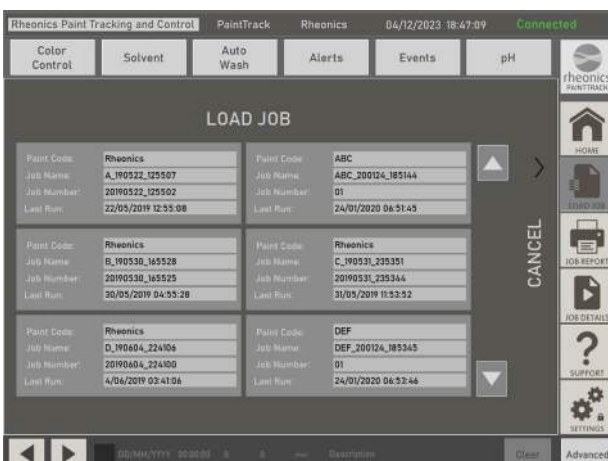 Rheonics Paint Tracking and Control PaintTrack Rheonics 04/12/2023 18:47:09 Connected
Color Control Solvent Auto Wash Alerts Events pH
rheonics
PAINTTRACK
LOAD JOB
Paint Code: Rheonics
Job Name: A_190522_125507
Job Number: 20190522_125502
Last Run: 22/05/2019 12:55:08
Paint Code: ABC
Job Name: ABC_200124_185144
Job Number: 01
Last Run: 24/01/2020 06:51:45
Paint Code: Rheonics
Job Name: B_190530_165528
Job Number: 20190530_165525
Last Run: 30/05/2019 04:55:28
Paint Code: Rheonics
Job Name: C_190531_235351
Job Number: 20190531_235344
Last Run: 31/05/2019 11:53:52
Paint Code: Rheonics
Job Name: D_190604_224106
Job Number: 20190604_224100
Last Run: 4/06/2019 03:41:06
Paint Code: DEF
Job Name: DEF_200124_185345
Job Number: 01
Last Run: 24/01/2020 06:53:46
CANCEL
HOME
LOAD JOB
JOB REPORT
JOB DETAILS
SUPPORT
SETTINGS
DD/MM/YYYY 00:00:00 0 0 Description Clear Advanced